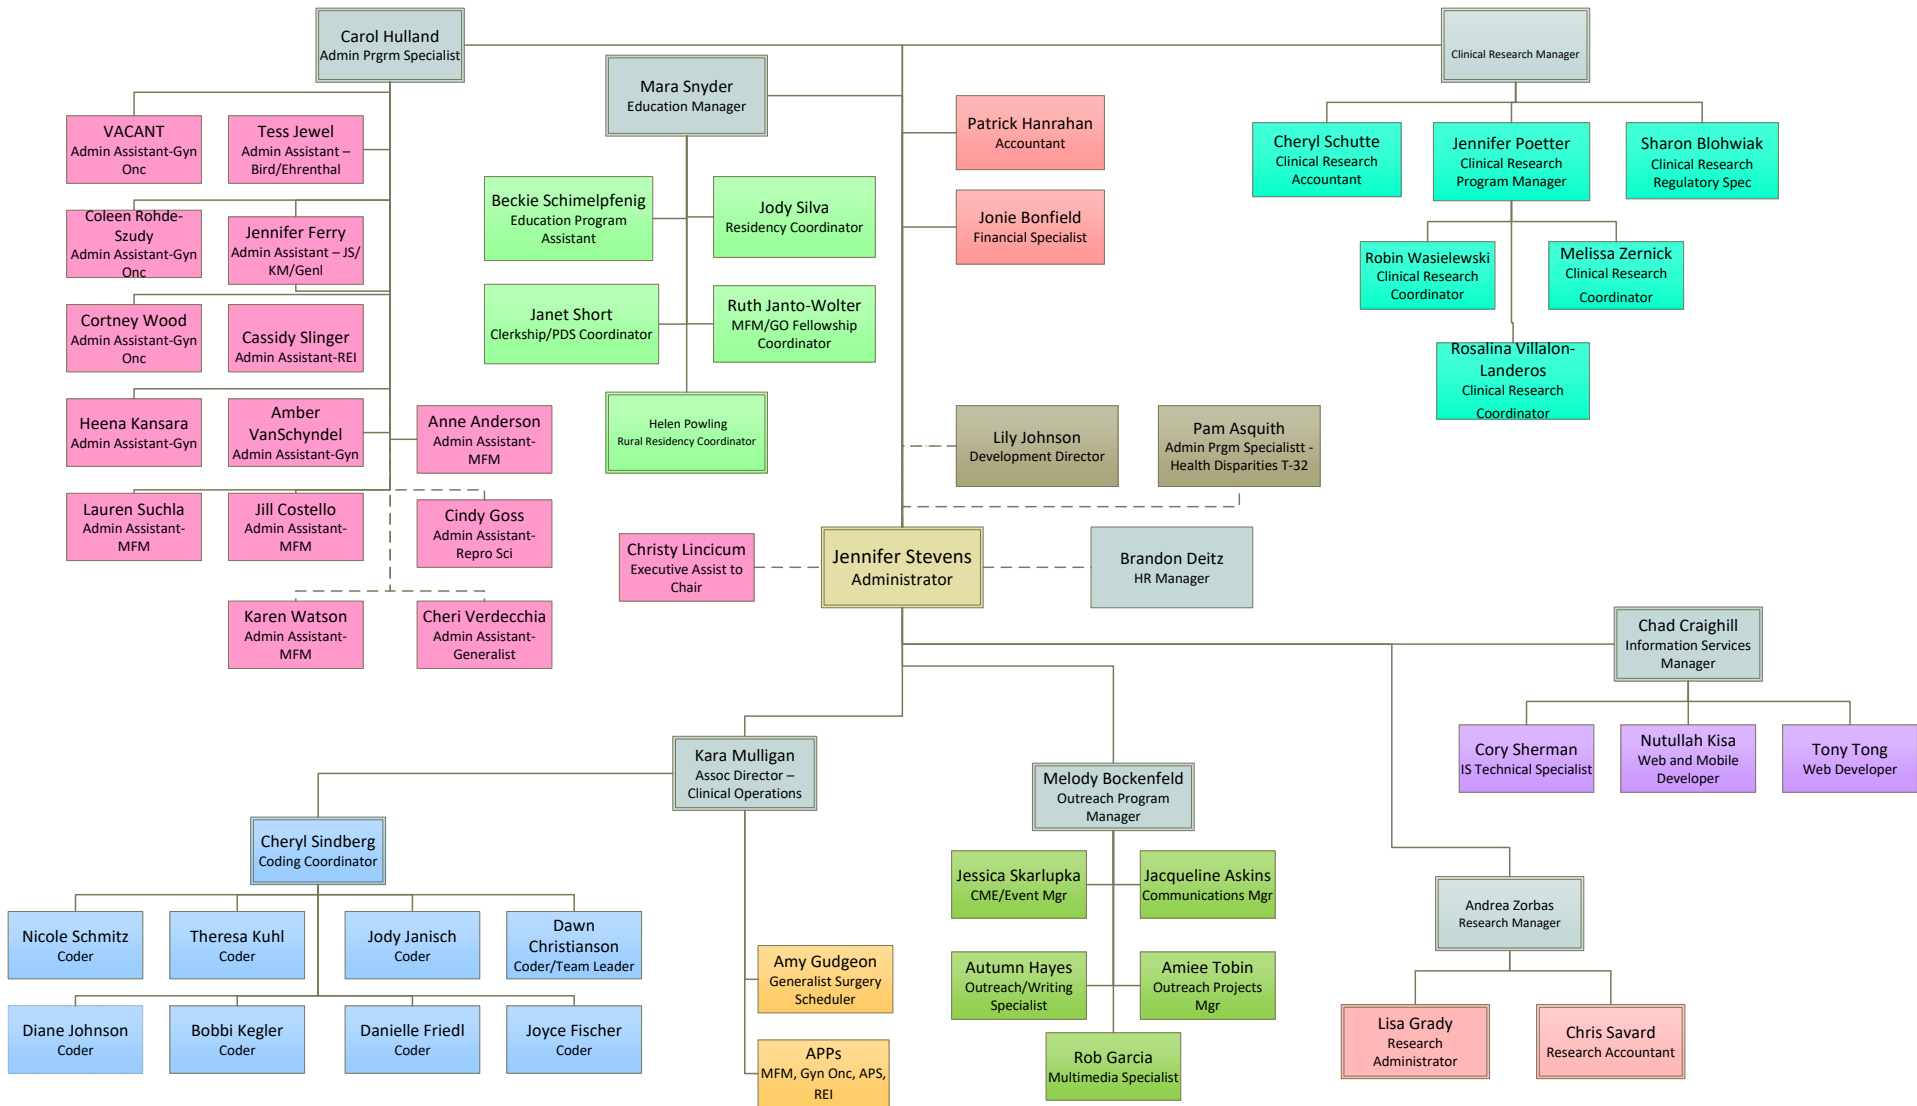 Carol Hulland
Admin Prgrm Specialist
Clinical Research Manager
Mara Snyder
Education Manager
VACANT
Admin Assistant-Gyn
Onc
Tess Jewel
Admin Assistant –
Bird/Ehrenthal
Patrick Hanrahan
Accountant
Cheryl Schutte
Clinical Research
Accountant
Jennifer Poetter
Clinical Research
Program Manager
Sharon Blohwiak
Clinical Research
Regulatory Spec
Coleen Rohde-
Szudy
Admin Assistant-Gyn
Onc
Jennifer Ferry
Admin Assistant – JS/
KM/Genl
Beckie Schimelpfenig
Education Program
Assistant
Jody Silva
Residency Coordinator
Jonie Bonfield
Financial Specialist
Robin Wasielewski
Clinical Research
Coordinator
Melissa Zernick
Clinical Research
Coordinator
Cortney Wood
Admin Assistant-Gyn
Onc
Cassidy Slinger
Admin Assistant-REI
Janet Short
Clerkship/PDS Coordinator
Ruth Janto-Wolter
MFM/GO Fellowship
Coordinator
Rosalina Villalon-
Landeros
Clinical Research
Coordinator
Heena Kansara
Admin Assistant-Gyn
Amber
VanSchyndel
Admin Assistant-Gyn
Anne Anderson
Admin Assistant-
MFM
Helen Powling
Rural Residency Coordinator
Lily Johnson
Development Director
Pam Asquith
Admin Prgm Specialistt -
Health Disparities T-32
Lauren Suchla
Admin Assistant-
MFM
Jill Costello
Admin Assistant-
MFM
Cindy Goss
Admin Assistant-
Repro Sci
Christy Lincicum
Executive Assist to
Chair
Jennifer Stevens
Administrator
Brandon Deitz
HR Manager
Karen Watson
Admin Assistant-
MFM
Cheri Verdecchia
Admin Assistant-
Generalist
Chad Craighill
Information Services
Manager
Kara Mulligan
Assoc Director –
Clinical Operations
Melody Bockenfeld
Outreach Program
Manager
Cory Sherman
IS Technical Specialist
Nutullah Kisa
Web and Mobile
Developer
Tony Tong
Web Developer
Cheryl Sindberg
Coding Coordinator
Jessica Skarlupka
CME/Event Mgr
Jacqueline Askins
Communications Mgr
Andrea Zorbas
Research Manager
Nicole Schmitz
Coder
Theresa Kuhl
Coder
Jody Janisch
Coder
Dawn
Christianson
Coder/Team Leader
Amy Gudgeon
Generalist Surgery
Scheduler
Autumn Hayes
Outreach/Writing
Specialist
Amiee Tobin
Outreach Projects
Mgr
Diane Johnson
Coder
Bobbi Kegler
Coder
Danielle Friedl
Coder
Joyce Fischer
Coder
APPs
MFM, Gyn Onc, APS,
REI
Rob Garcia
Multimedia Specialist
Lisa Grady
Research
Administrator
Chris Savard
Research Accountant